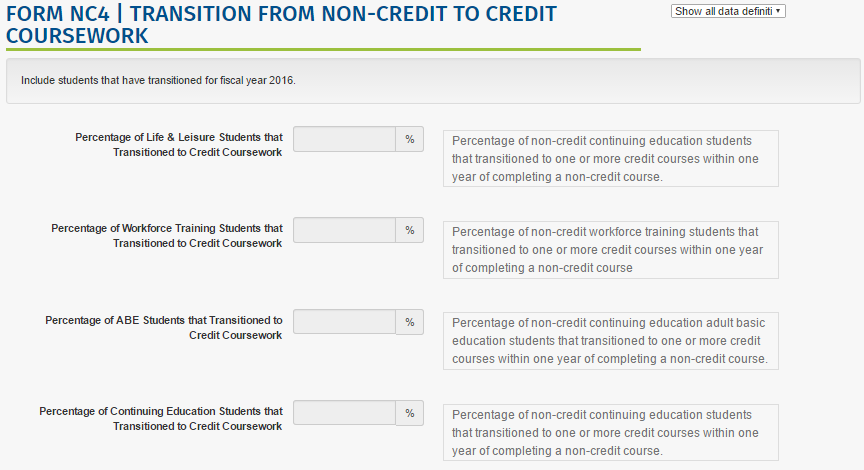 FORM NC4 | TRANSITION FROM NON-CREDIT TO CREDIT
COURSEWORK
Show all data definiti
Include students that have transitioned for fiscal year 2016.
Percentage of Life & Leisure Students that
Transitioned to Credit Coursework
%
Percentage of non-credit continuing education students
that transitioned to one or more credit courses within one
year of completing a non-credit course.
Percentage of Workforce Training Students that
Transitioned to Credit Coursework
%
Percentage of non-credit workforce training students that
transitioned to one or more credit courses within one year
of completing a non-credit course
Percentage of ABE Students that Transitioned to
Credit Coursework
%
Percentage of non-credit continuing education adult basic
education students that transitioned to one or more credit
courses within one year of completing a non-credit course.
Percentage of Continuing Education Students that
Transitioned to Credit Coursework
%
Percentage of non-credit continuing education students
that transitioned to one or more credit courses within one
year of completing a non-credit course.